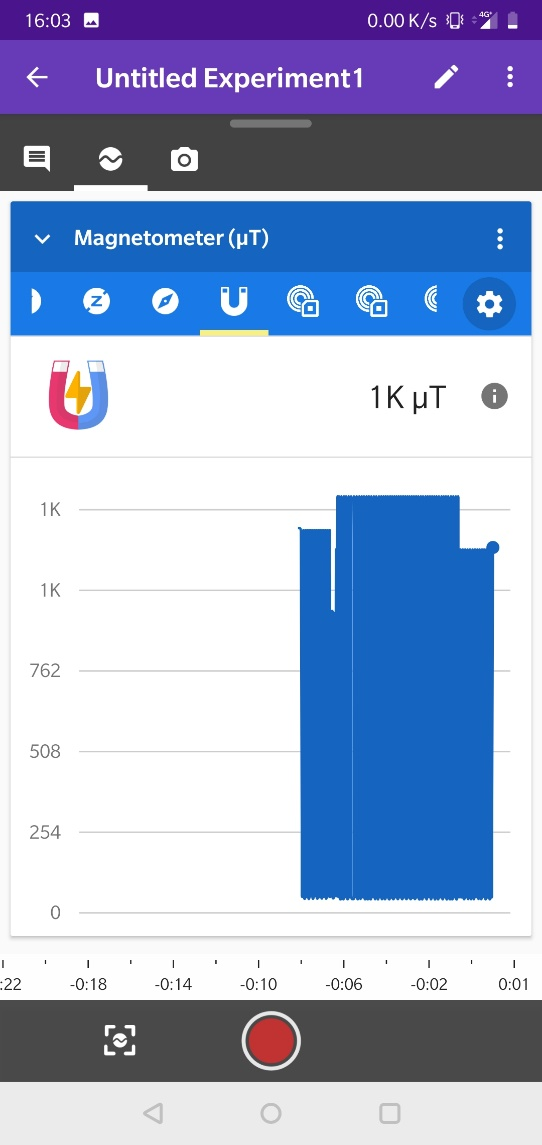 16:03 0.00 K/s 4G+
Untitled Experiment1
Magnetometer (µT)
1K µT
1K
1K
762
508
254
0
:22 -0:18 -0:14 -0:10 -0:06 -0:02 0:01